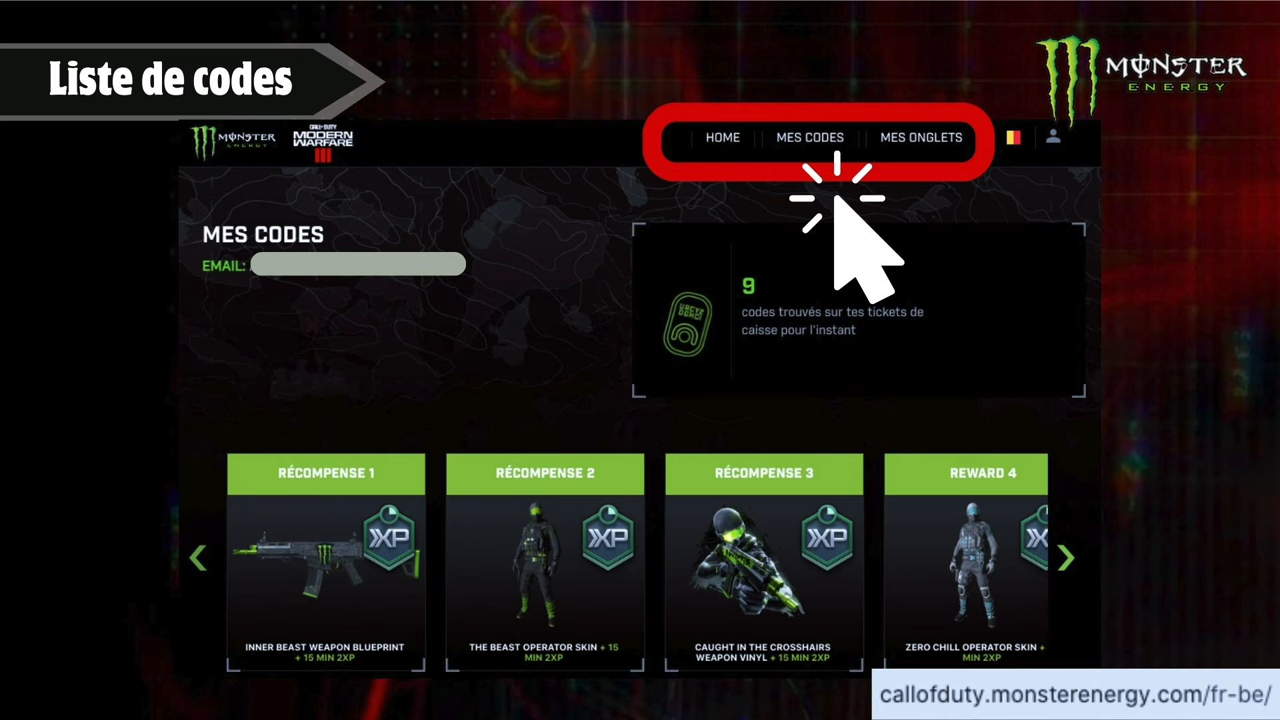 Liste de codes
MONSTER
ENERGY
MONSTER
ENERGY
CALL OF DUTY
MODERN
WARFARE
III
HOME
MES CODES
MES ONGLETS
MES CODES
EMAIL:
9
codes trouvés sur tes tickets de
caisse pour l'instant
RÉCOMPENSE 1
RÉCOMPENSE 2
RÉCOMPENSE 3
REWARD 4
XP
XP
XP
INNER BEAST WEAPON BLUEPRINT
+ 15 MIN 2XP
THE BEAST OPERATOR SKIN + 15
MIN 2XP
CAUGHT IN THE CROSSHAIRS
WEAPON VINYL + 15 MIN 2XP
ZERO CHILL OPERATOR SKIN +
MIN 2XP
callofduty.monsterenergy.com/fr-be/